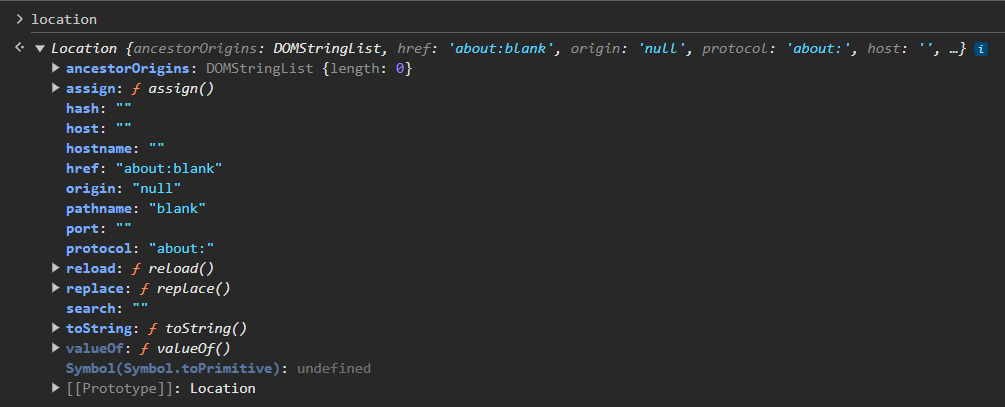 > location
Location {ancestorOrigins: DOMStringList, href: 'about:blank', origin: 'null', protocol: 'about:', host: '', …} i
ancestorOrigins: DOMStringList {length: 0}
assign: ƒ assign()
hash: ""
host: ""
hostname: ""
href: "about:blank"
origin: "null"
pathname: "blank"
port: ""
protocol: "about:"
reload: ƒ reload()
replace: ƒ replace()
search: ""
toString: ƒ toString()
valueOf: ƒ valueOf()
Symbol(Symbol.toPrimitive): undefined
[[Prototype]]: Location